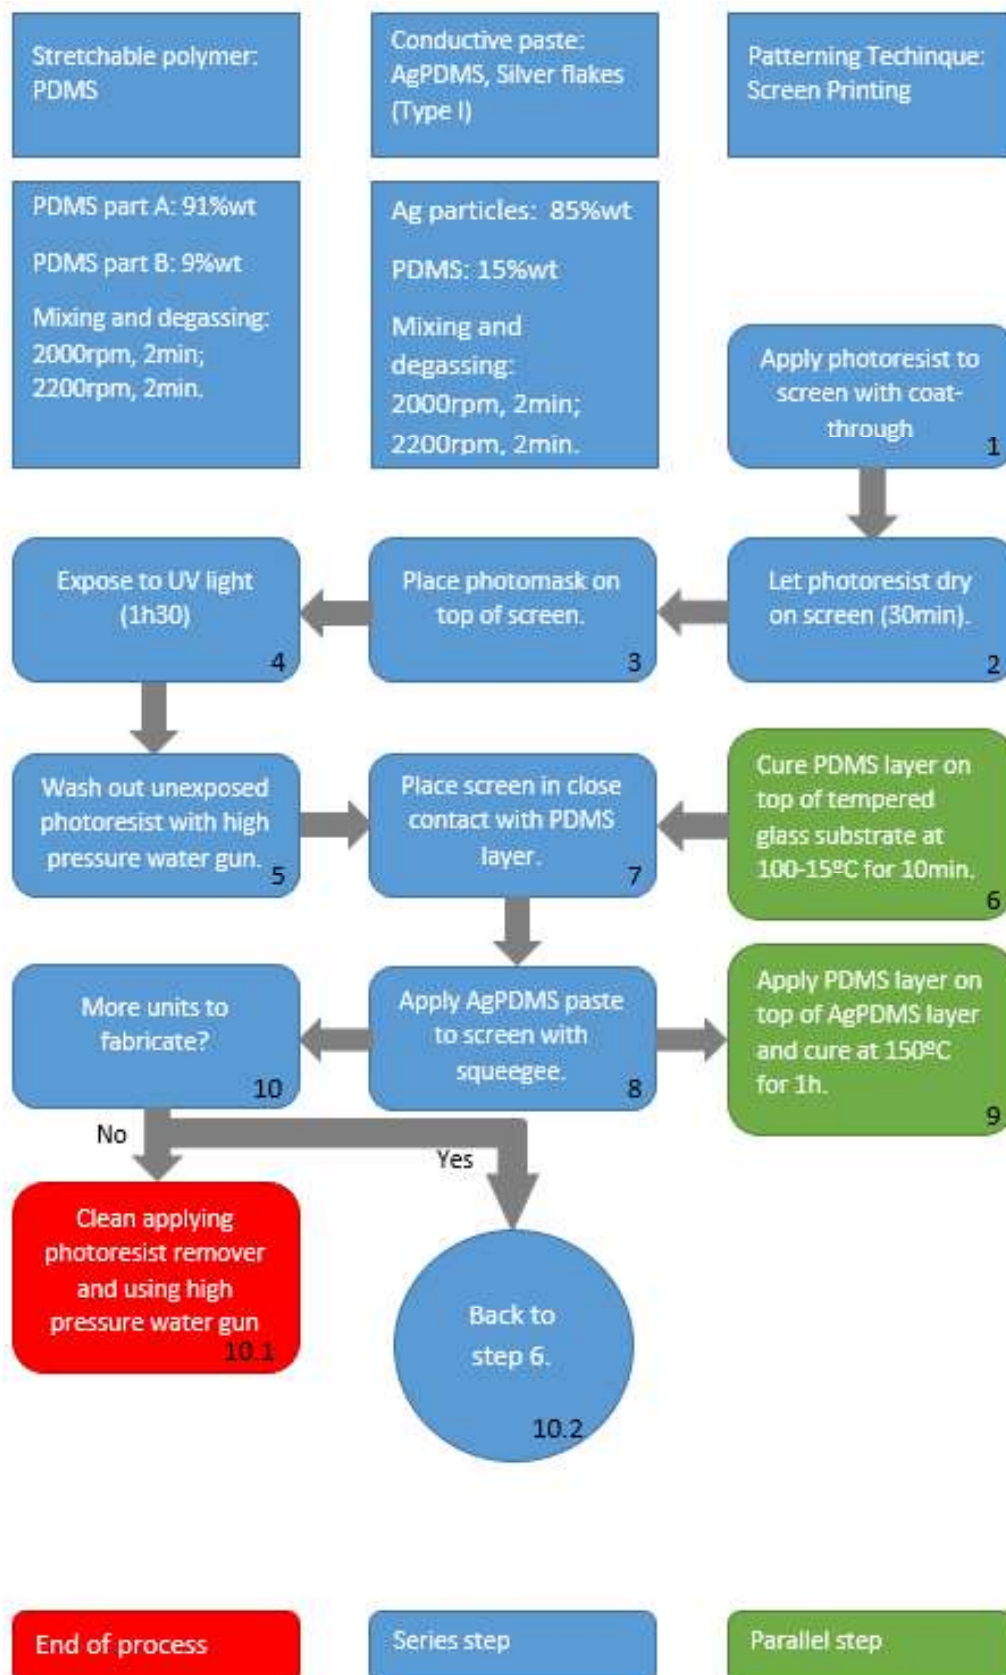 Stretchable polymer:
PDMS
Conductive paste:
AgPDMS, Silver flakes
(Type I)
Patterning Techinque:
Screen Printing
PDMS part A: 91%wt
PDMS part B: 9%wt
Mixing and degassing:
2000rpm, 2min;
2200rpm, 2min.
Ag particles: 85%wt
PDMS: 15%wt
Mixing and
degassing:
2000rpm, 2min;
2200rpm, 2min.
Apply photoresist to
screen with coat-
through
1
Let photoresist dry
on screen (30min).
2
Place photomask on
top of screen.
3
Expose to UV light
(1h30)
4
Wash out unexposed
photoresist with high
pressure water gun.
5
Cure PDMS layer on
top of tempered
glass substrate at
100-15ºC for 10min.
6
Place screen in close
contact with PDMS
layer.
7
Apply AgPDMS paste
to screen with
squeegee.
8
Apply PDMS layer on
top of AgPDMS layer
and cure at 150ºC
for 1h.
9
More units to
fabricate?
10
No
Yes
Clean applying
photoresist remover
and using high
pressure water gun
10.1
Back to
step 6.
10.2
End of process
Series step
Parallel step